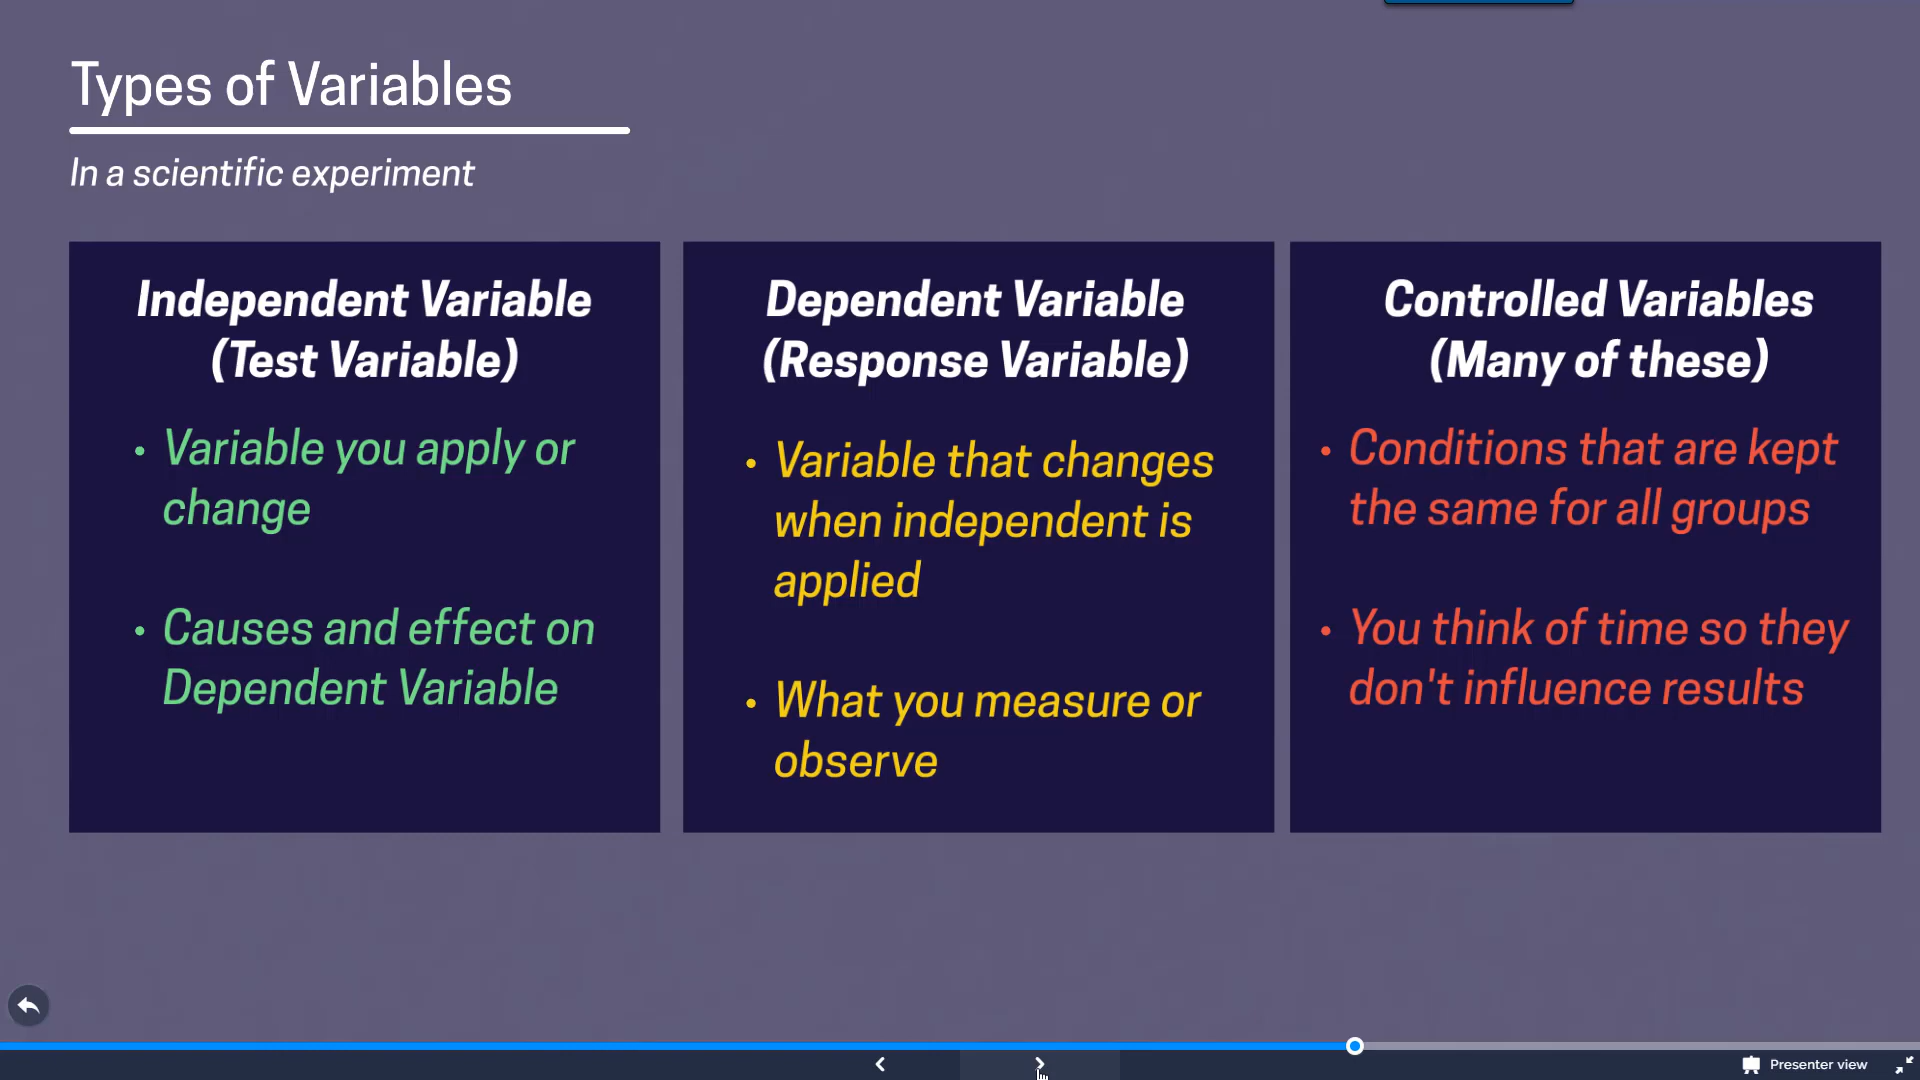 Types of Variables
In a scientific experiment
Independent Variable
(Test Variable)
• Variable you apply or
change
• Causes and effect on
Dependent Variable
Dependent Variable
(Response Variable)
• Variable that changes
when independent is
applied
• What you measure or
observe
Controlled Variables
(Many of these)
• Conditions that are kept
the same for all groups
• You think of time so they
don't influence results
Presenter view